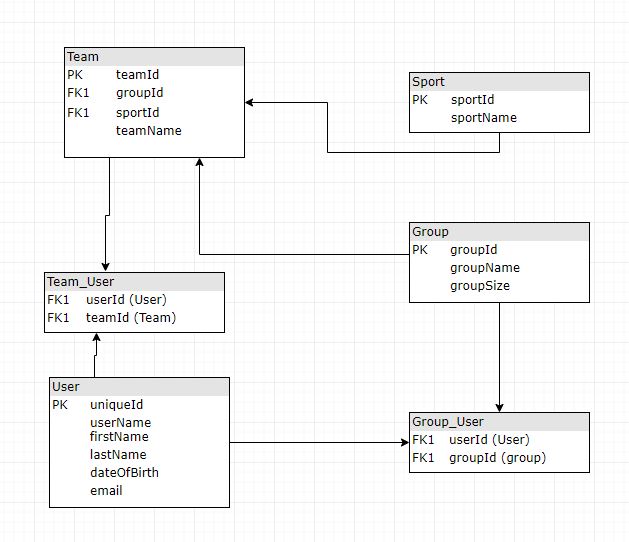 Team
PK teamId
FK1 groupId
FK1 sportId
teamName
Sport
PK sportId
sportName
Group
PK groupId
groupName
groupSize
Team_User
FK1 userId (User)
FK1 teamId (Team)
User
PK uniqueId
userName
firstName
lastName
dateOfBirth
email
Group_User
FK1 userId (User)
FK1 groupId (group)